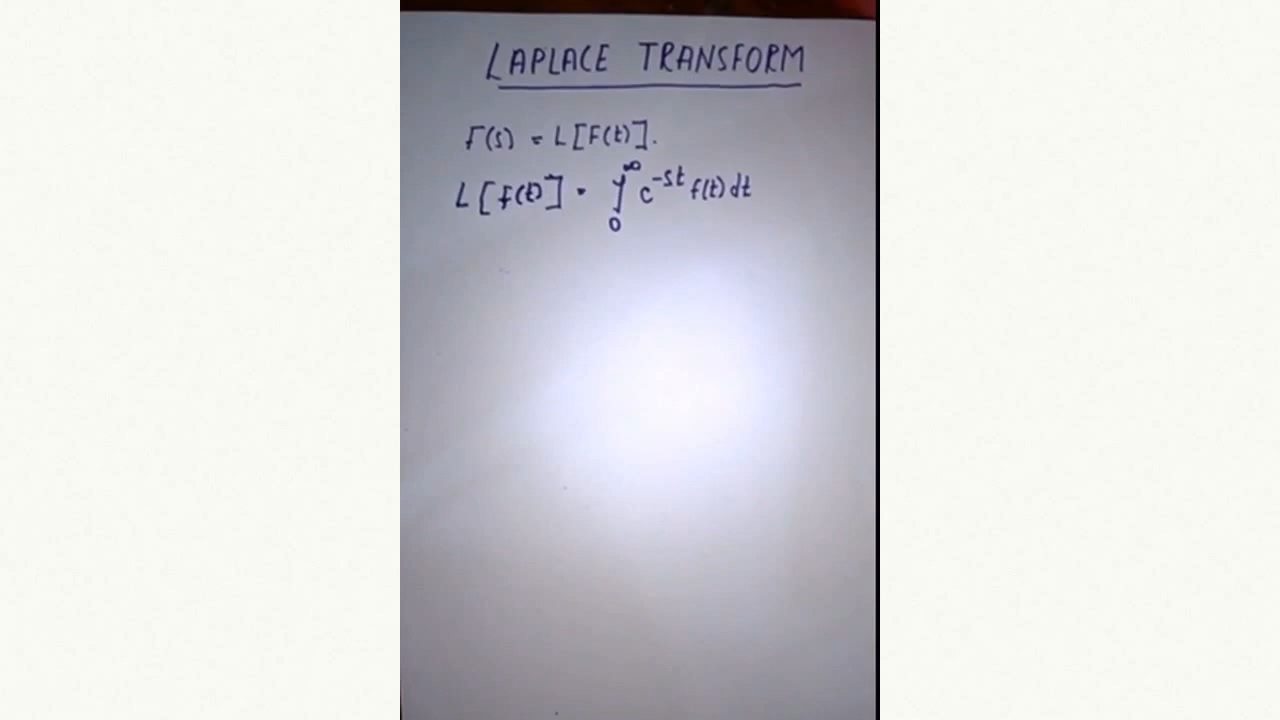 LAPLACE TRANSFORM
F(s) = L[F(t)].
L[f(t)] = ∫₀^∞ e^-st f(t) dt